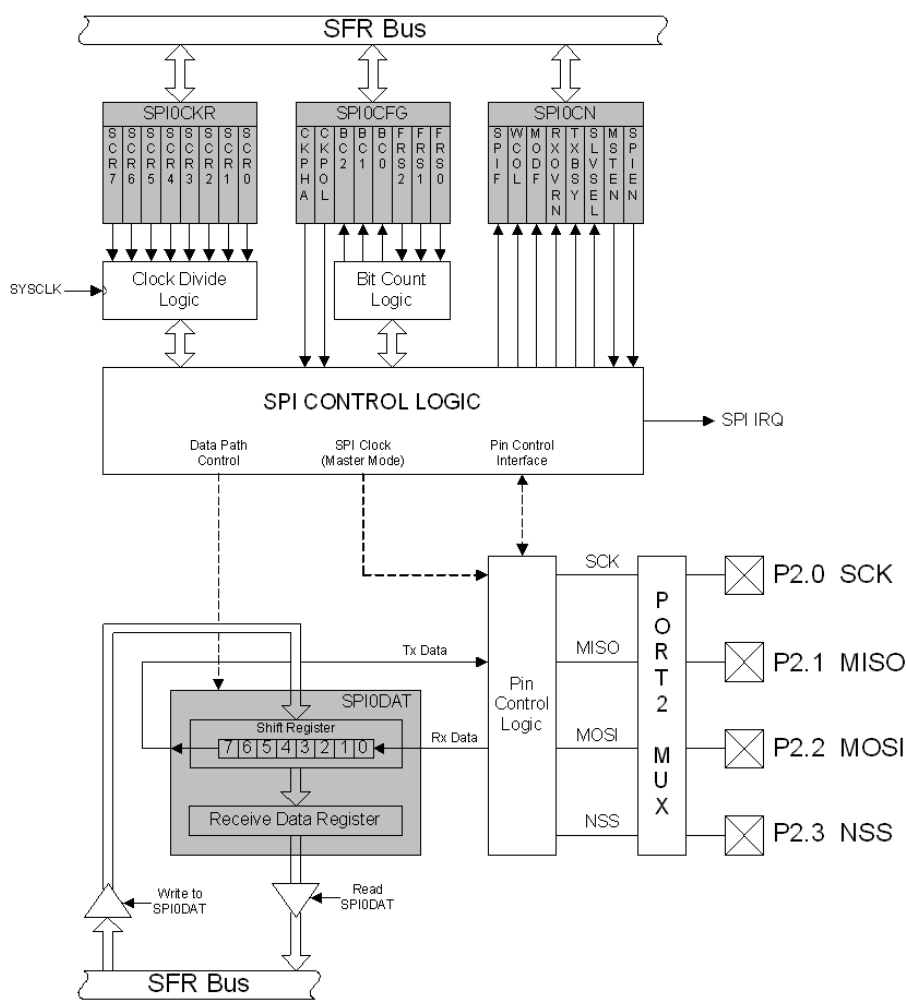 SFR Bus
SPI0CKR
SCR7
SCR6
SCR5
SCR4
SCR3
SCR2
SCR1
SCR0
SPI0CFG
CKPHA
CKPOL
BC2
BC1
BC0
FRS2
FRS1
FRS0
SPI0CN
SPIF
WCOL
MODF
RXOVRN
TXBSY
SLVSEL
MSTEN
SPIEN
SYSCLK
Clock Divide
Logic
Bit Count
Logic
SPI CONTROL LOGIC
SPI IRQ
Data Path
Control
SPI Clock
(Master Mode)
Pin Control
Interface
SCK
P2.0 SCK
Tx Data
MISO
P2.1 MISO
Pin
Control
Logic
PORT2
MUX
SPI0DAT
Shift Register
7 6 5 4 3 2 1 0
Rx Data
MOSI
P2.2 MOSI
Receive Data Register
NSS
P2.3 NSS
Write to
SPI0DAT
Read
SPI0DAT
SFR Bus